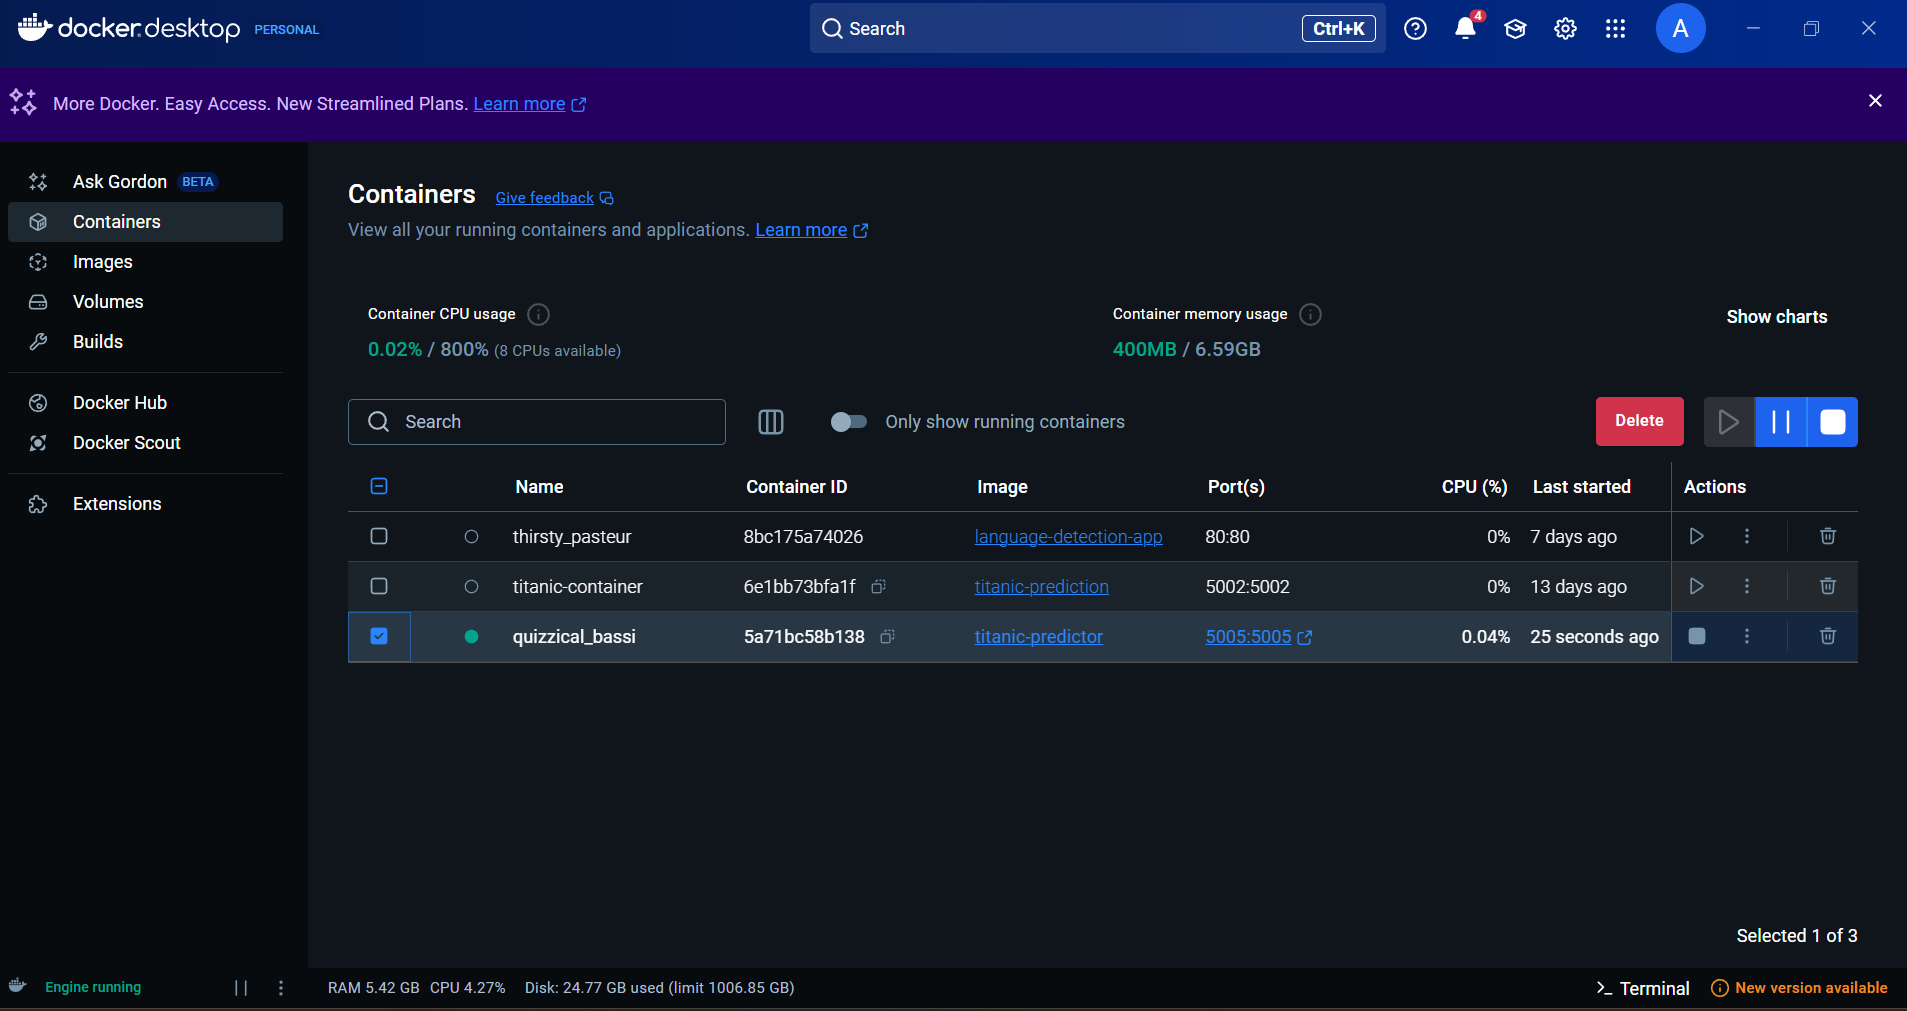 docker.desktop PERSONAL
Search Ctrl+K
4
A
More Docker. Easy Access. New Streamlined Plans. Learn more
Ask Gordon BETA
Containers
Images
Volumes
Builds
Docker Hub
Docker Scout
Extensions
Containers Give feedback
View all your running containers and applications. Learn more
Container CPU usage
0.02% / 800% (8 CPUs available)
Container memory usage
400MB / 6.59GB
Show charts
Search
Only show running containers
Delete
Name Container ID Image Port(s) CPU (%) Last started Actions
thirsty_pasteur 8bc175a74026 language-detection-app 80:80 0% 7 days ago
titanic-container 6e1bb73bfa1f titanic-prediction 5002:5002 0% 13 days ago
quizzical_bassi 5a71bc58b138 titanic-predictor 5005:5005 0.04% 25 seconds ago
Selected 1 of 3
Engine running
RAM 5.42 GB CPU 4.27% Disk: 24.77 GB used (limit 1006.85 GB)
>_ Terminal
New version available